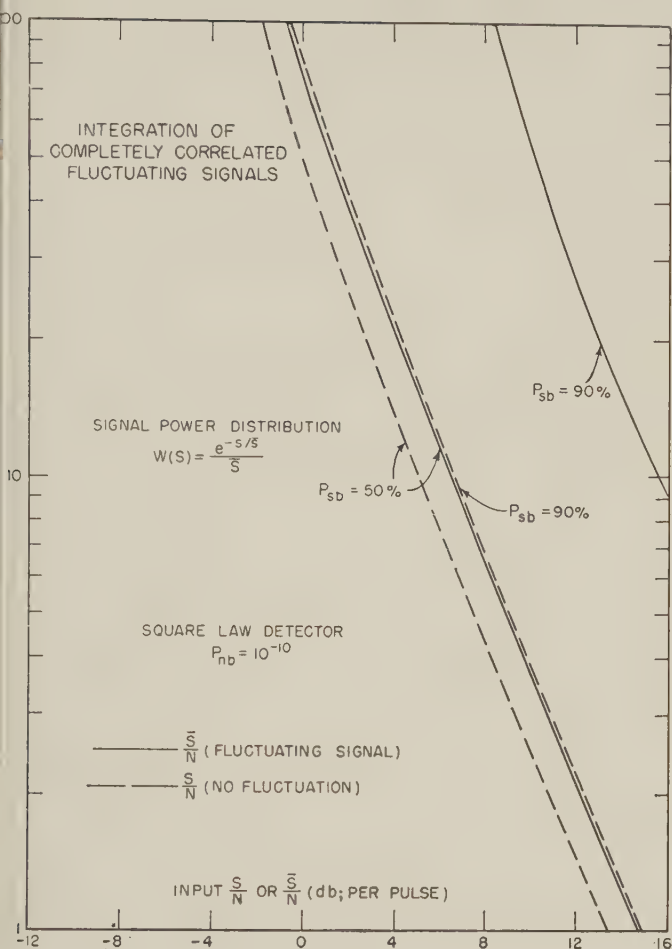 00
INTEGRATION OF
COMPLETELY CORRELATED
FLUCTUATING SIGNALS
P_sb = 90%
SIGNAL POWER DISTRIBUTION
W(S) = e^-S/S̄ / S̄
10
P_sb = 50%
P_sb = 90%
SQUARE LAW DETECTOR
P_nb = 10^-10
S̄/N (FLUCTUATING SIGNAL)
S/N (NO FLUCTUATION)
INPUT S/N OR S̄/N (db; PER PULSE)
1
-12 -8 -4 0 4 8 12 16